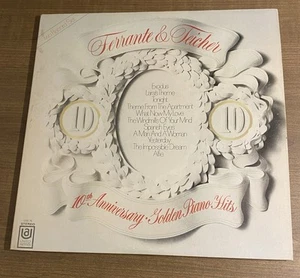 Ferrante & Teicher
Exodus
Lara's Theme
Tonight
Theme From The Apartment
What Now My Love
The Windmills Of Your Mind
Spanish Eyes
A Man And A Woman
Yesterday
The Impossible Dream
Alfie
10
10
10th Anniversary - Golden Piano Hits